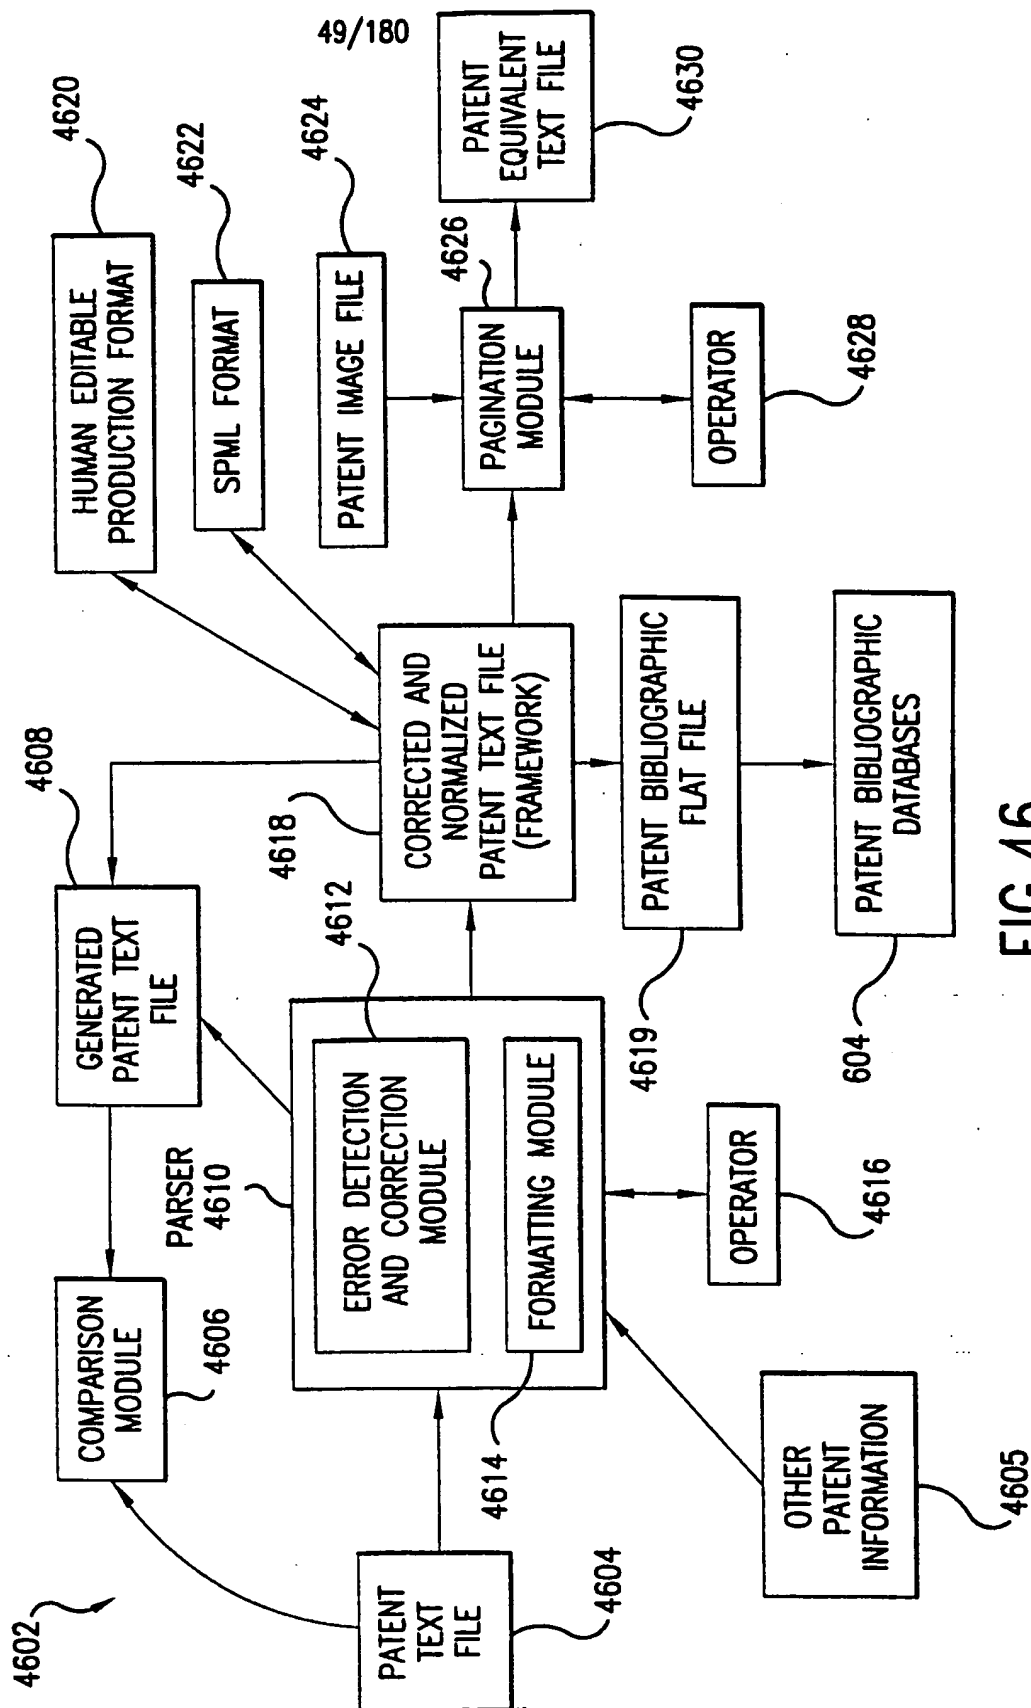 49/180
4602
PATENT
TEXT
FILE
4604
COMPARISON
MODULE
4606
GENERATED
PATENT TEXT
FILE
4608
PARSER
4610
ERROR DETECTION
AND CORRECTION
MODULE
4612
FORMATTING MODULE
4614
OTHER
PATENT
INFORMATION
4605
OPERATOR
4616
4618
CORRECTED AND
NORMALIZED
PATENT TEXT FILE
(FRAMEWORK)
HUMAN EDITABLE
PRODUCTION FORMAT
4620
SPML FORMAT
4622
PATENT IMAGE FILE
4624
PAGINATION
MODULE
4626
OPERATOR
4628
PATENT
EQUIVALENT
TEXT FILE
4630
PATENT BIBLIOGRAPHIC
FLAT FILE
4619
PATENT BIBLIOGRAPHIC
DATABASES
604
FIG.46